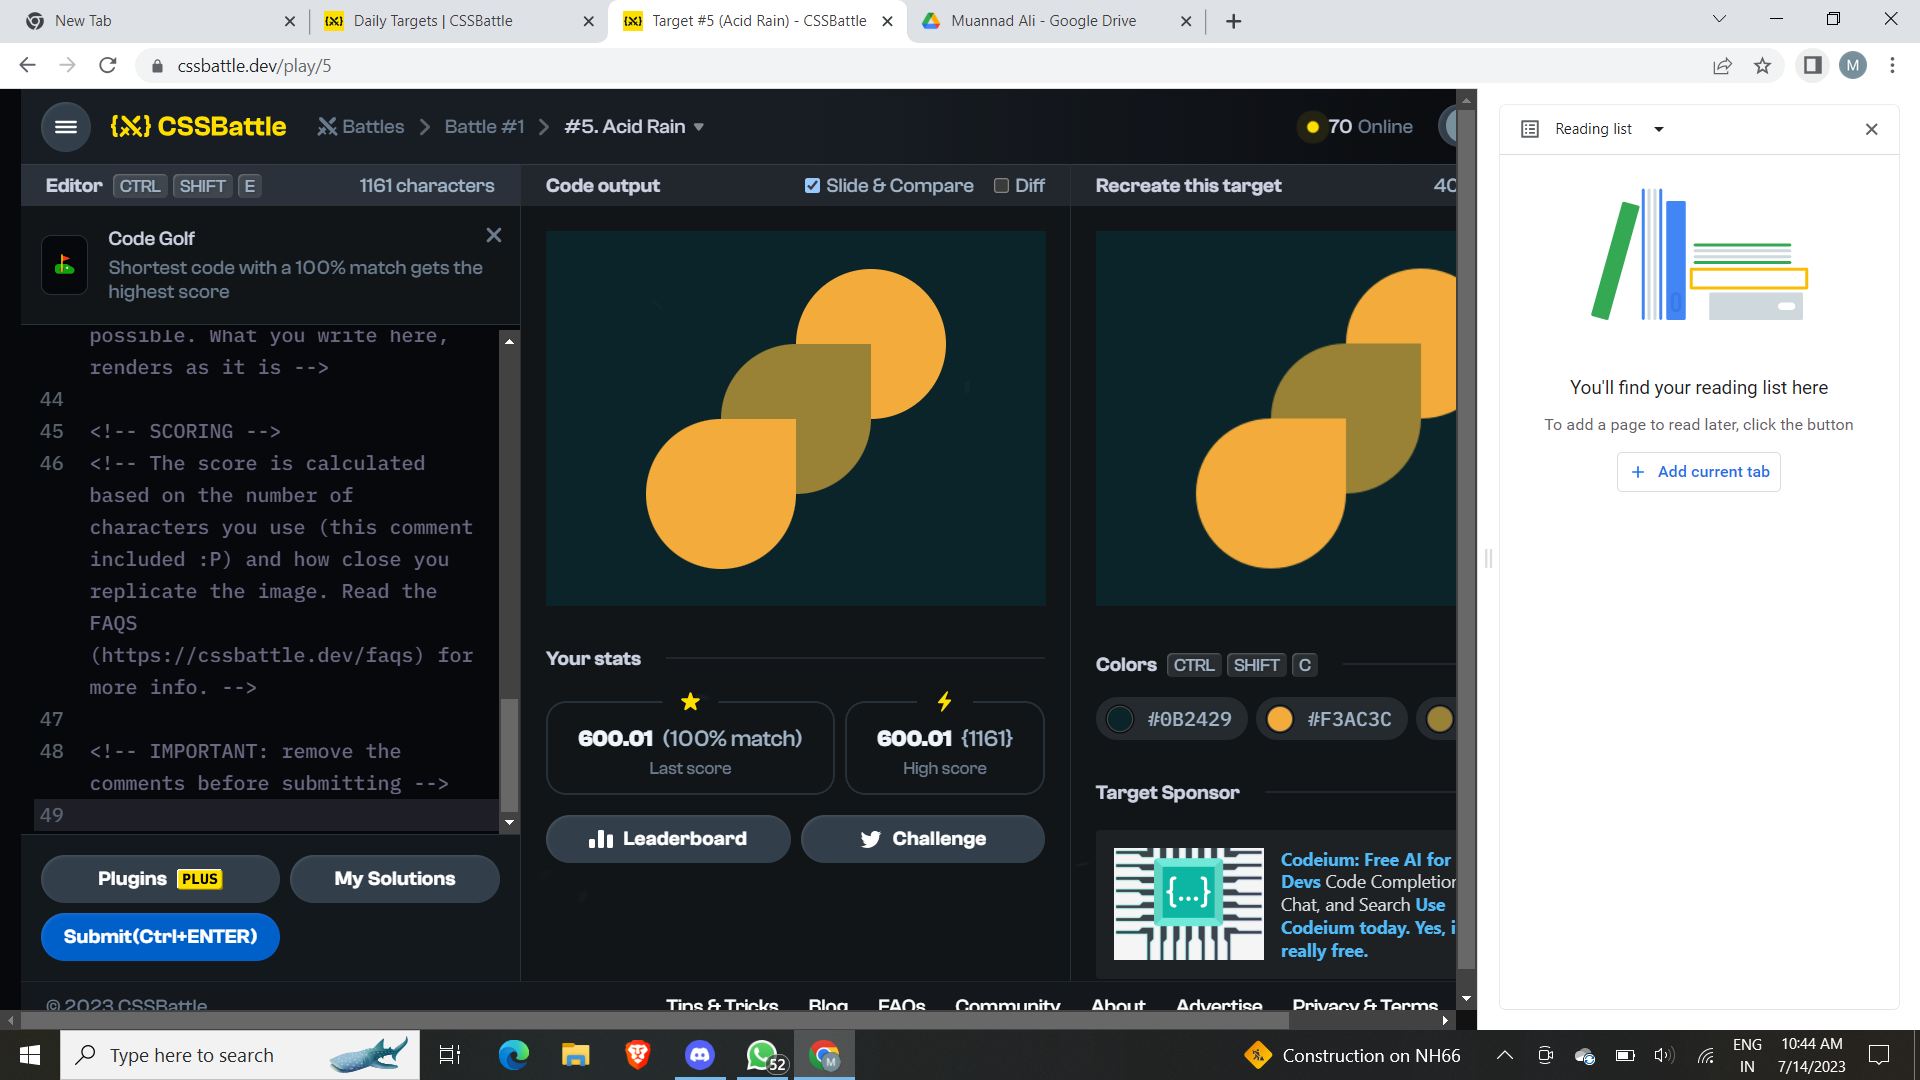 New Tab
Daily Targets | CSSBattle
Target #5 (Acid Rain) - CSSBattle
Muannad Ali - Google Drive
cssbattle.dev/play/5
M
CSSBattle
Battles
Battle #1
#5. Acid Rain
70 Online
Reading list
Editor
CTRL
SHIFT
E
1161 characters
Code output
Slide & Compare
Diff
Recreate this target
40
Code Golf
Shortest code with a 100% match gets the
highest score
possible. What you write here,
renders as it is -->
44
45 <!-- SCORING -->
46 <!-- The score is calculated
based on the number of
characters you use (this comment
included :P) and how close you
replicate the image. Read the
FAQS
(https://cssbattle.dev/faqs) for
more info. -->
47
48 <!-- IMPORTANT: remove the
comments before submitting -->
49
Plugins PLUS
My Solutions
Submit(Ctrl+ENTER)
Your stats
600.01 (100% match)
Last score
600.01 {1161}
High score
Leaderboard
Challenge
Colors
CTRL
SHIFT
C
#0B2429
#F3AC3C
Target Sponsor
{...}
Codeium: Free AI for
Devs Code Completion
Chat, and Search Use
Codeium today. Yes, i
really free.
You'll find your reading list here
To add a page to read later, click the button
+ Add current tab
© 2023 CSSBattle
Tips & Tricks
Blog
FAQs
Community
About
Advertise
Privacy & Terms
Type here to search
52
M
Construction on NH66
ENG
IN
10:44 AM
7/14/2023